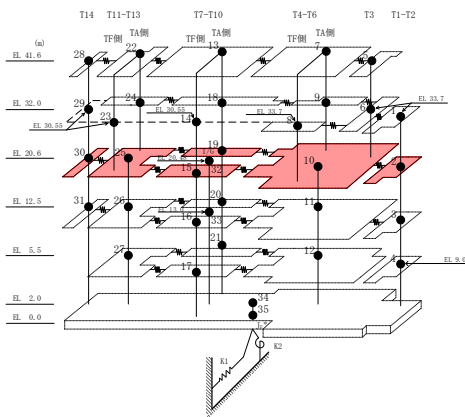 T14 T11-T13 T7-T10 T4-T6 T3 T1-T2
TF側 TA側 TF側 TA側 TF側 TA側
(m)
EL 41.6
28 22 13 7 5
EL 32.0
29 24 18 9 6 1
EL 33.7
EL 30.55 23 EL 30.55 14 EL 33.7 8
EL 20.6
30 25 19 10 2
15 32
EL 12.5
31 26 20 11 3
16 33
21
EL 5.5
27 17 12 4
EL 9.0
EL 2.0
34
EL 0.0
35
K1 K2